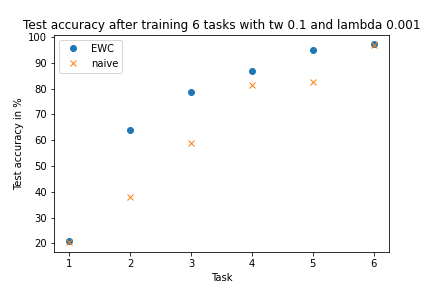 Test accuracy after training 6 tasks with tw 0.1 and lambda 0.001
100
90
80
70
60
50
40
30
20
Test accuracy in %
EWC
naive
1 2 3 4 5 6
Task